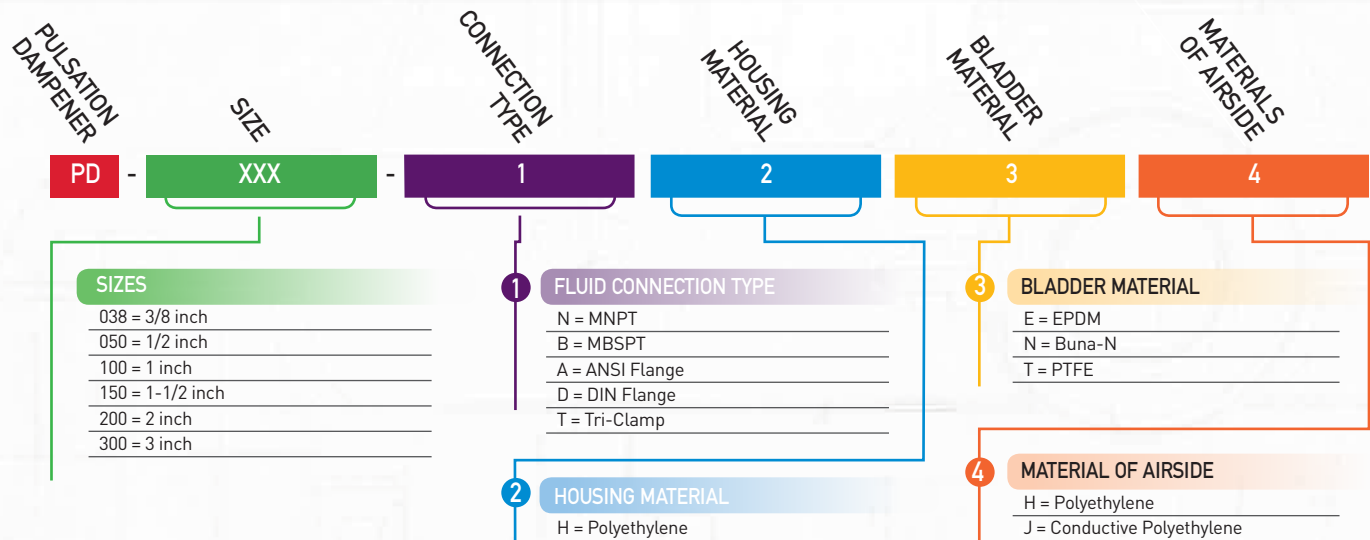 PULSATION
DAMPENER
SIZE
CONNECTION
TYPE
HOUSING
MATERIAL
BLADDER
MATERIAL
MATERIALS
OF AIRSIDE
PD - XXX - 1 2 3 4
SIZES
038 = 3/8 inch
050 = 1/2 inch
100 = 1 inch
150 = 1-1/2 inch
200 = 2 inch
300 = 3 inch
1 FLUID CONNECTION TYPE
N = MNPT
B = MBSPT
A = ANSI Flange
D = DIN Flange
T = Tri-Clamp
2 HOUSING MATERIAL
H = Polyethylene
3 BLADDER MATERIAL
E = EPDM
N = Buna-N
T = PTFE
4 MATERIAL OF AIRSIDE
H = Polyethylene
J = Conductive Polyethylene